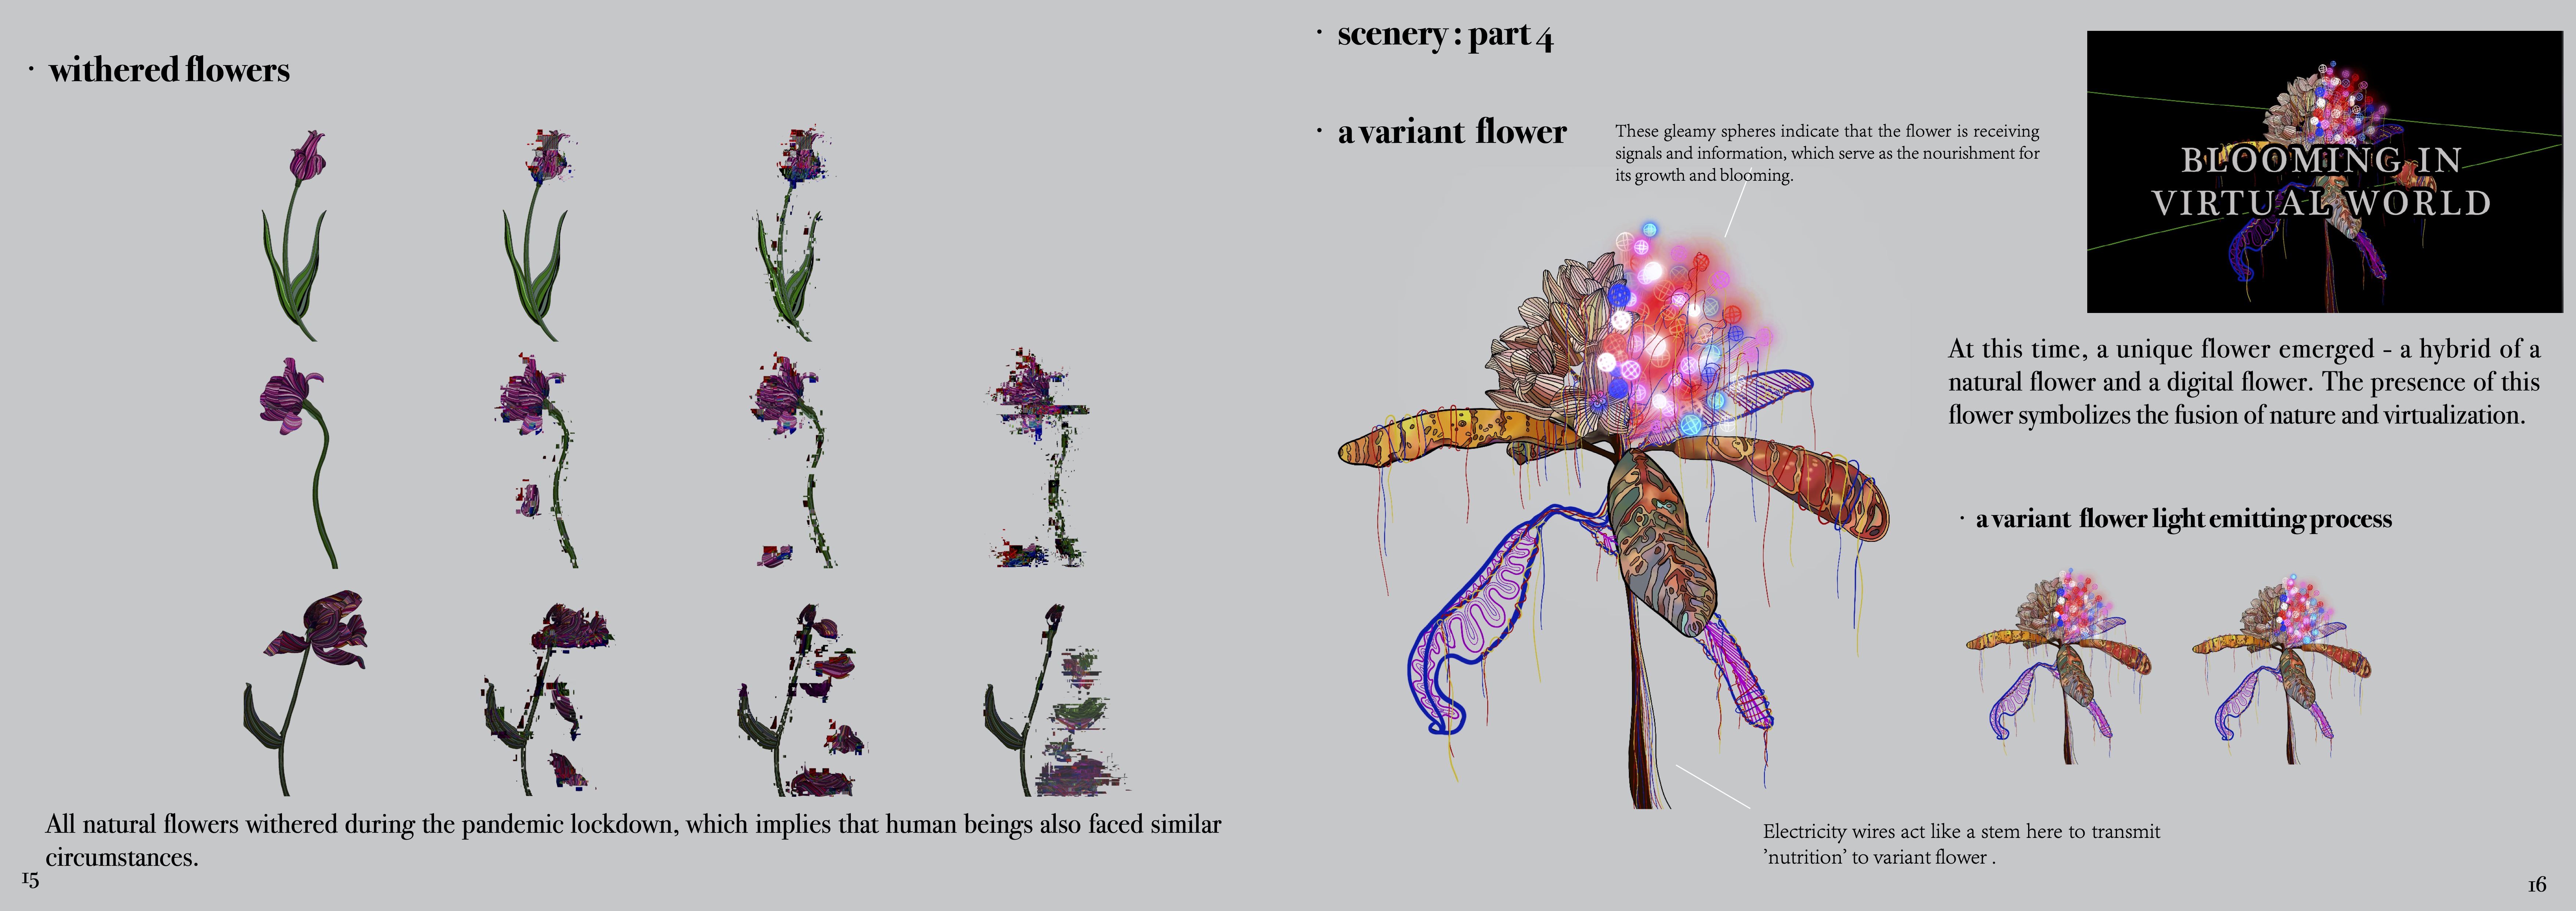 · withered flowers
All natural flowers withered during the pandemic lockdown, which implies that human beings also faced similar
circumstances.
15
· scenery : part 4
· a variant flower
These gleamy spheres indicate that the flower is receiving
signals and information, which serve as the nourishment for
its growth and blooming.
BLOOMING IN
VIRTUAL WORLD
At this time, a unique flower emerged - a hybrid of a
natural flower and a digital flower. The presence of this
flower symbolizes the fusion of nature and virtualization.
· a variant flower light emitting process
Electricity wires act like a stem here to transmit
’nutrition’ to variant flower .
16